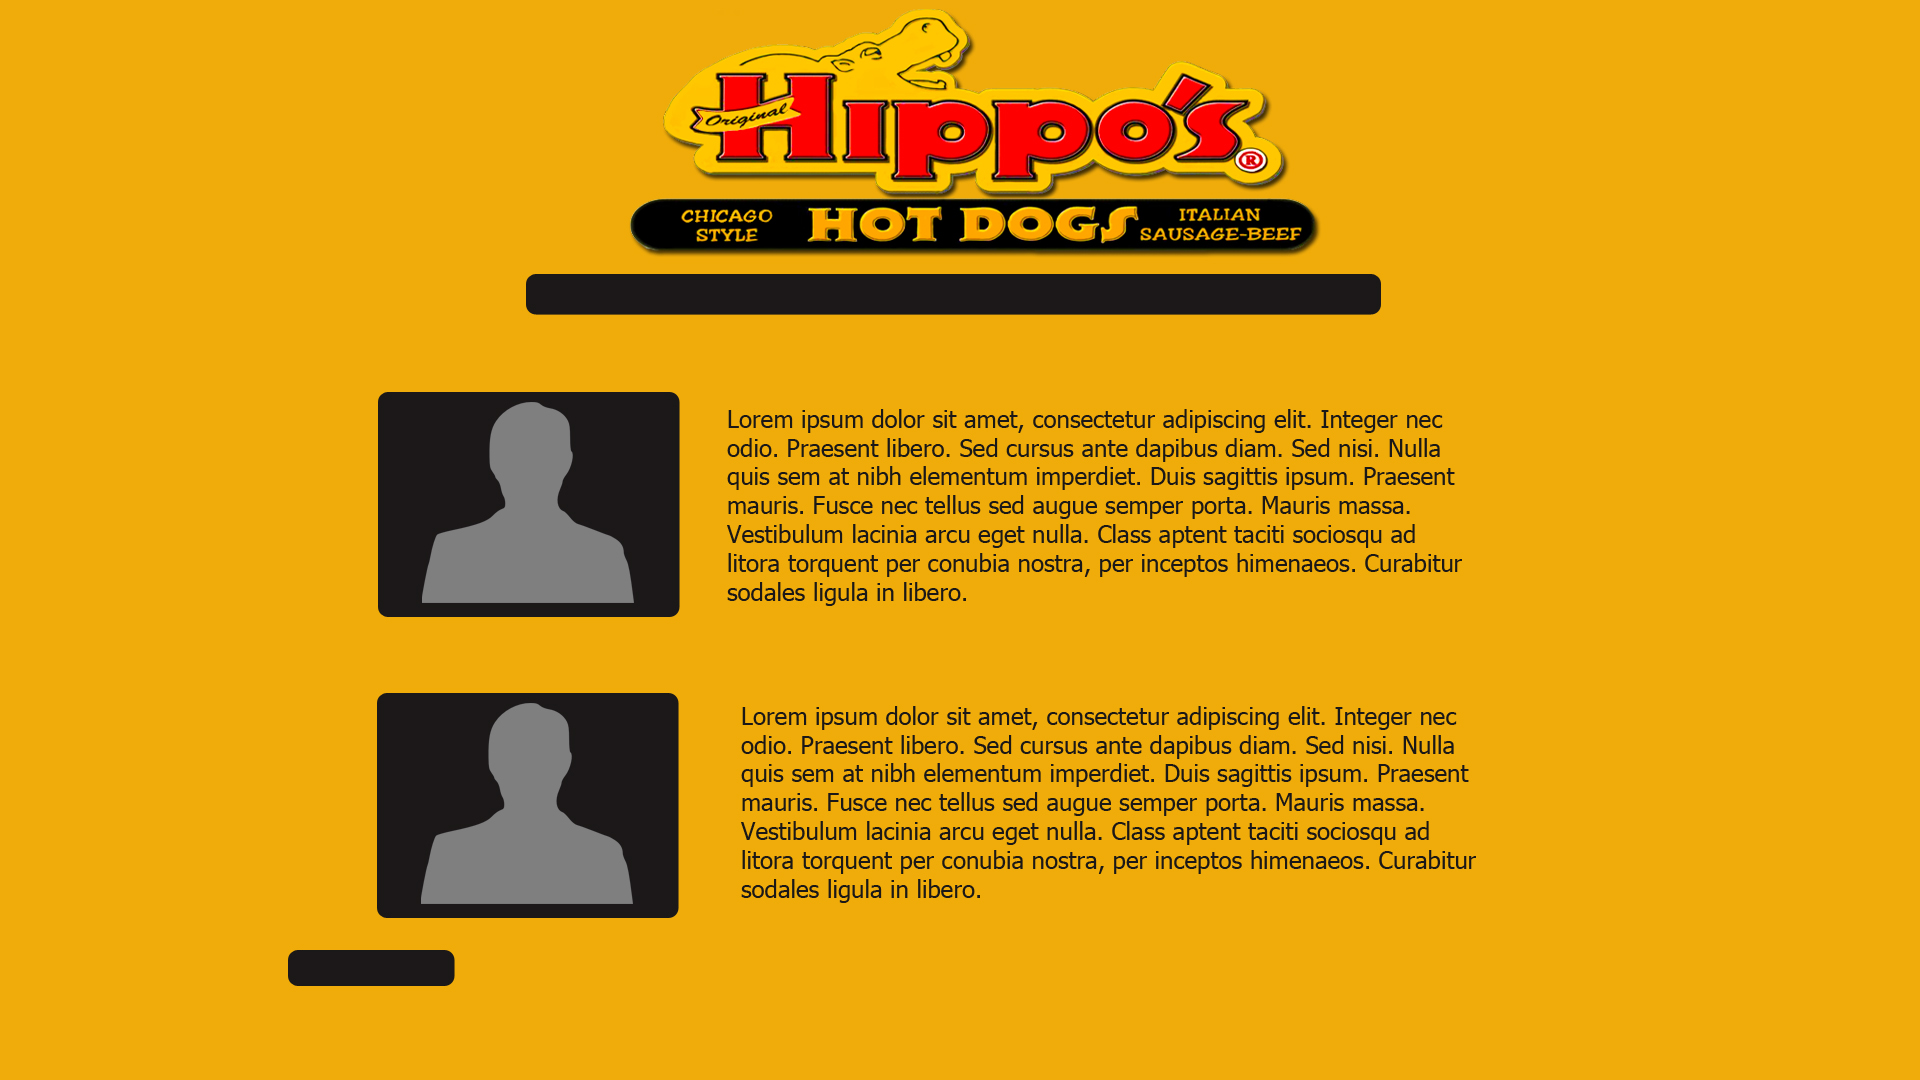 Original
Hippo's
®
CHICAGO STYLE
HOT DOGS
ITALIAN SAUSAGE-BEEF
Lorem ipsum dolor sit amet, consectetur adipiscing elit. Integer nec
odio. Praesent libero. Sed cursus ante dapibus diam. Sed nisi. Nulla
quis sem at nibh elementum imperdiet. Duis sagittis ipsum. Praesent
mauris. Fusce nec tellus sed augue semper porta. Mauris massa.
Vestibulum lacinia arcu eget nulla. Class aptent taciti sociosqu ad
litora torquent per conubia nostra, per inceptos himenaeos. Curabitur
sodales ligula in libero.
Lorem ipsum dolor sit amet, consectetur adipiscing elit. Integer nec
odio. Praesent libero. Sed cursus ante dapibus diam. Sed nisi. Nulla
quis sem at nibh elementum imperdiet. Duis sagittis ipsum. Praesent
mauris. Fusce nec tellus sed augue semper porta. Mauris massa.
Vestibulum lacinia arcu eget nulla. Class aptent taciti sociosqu ad
litora torquent per conubia nostra, per inceptos himenaeos. Curabitur
sodales ligula in libero.